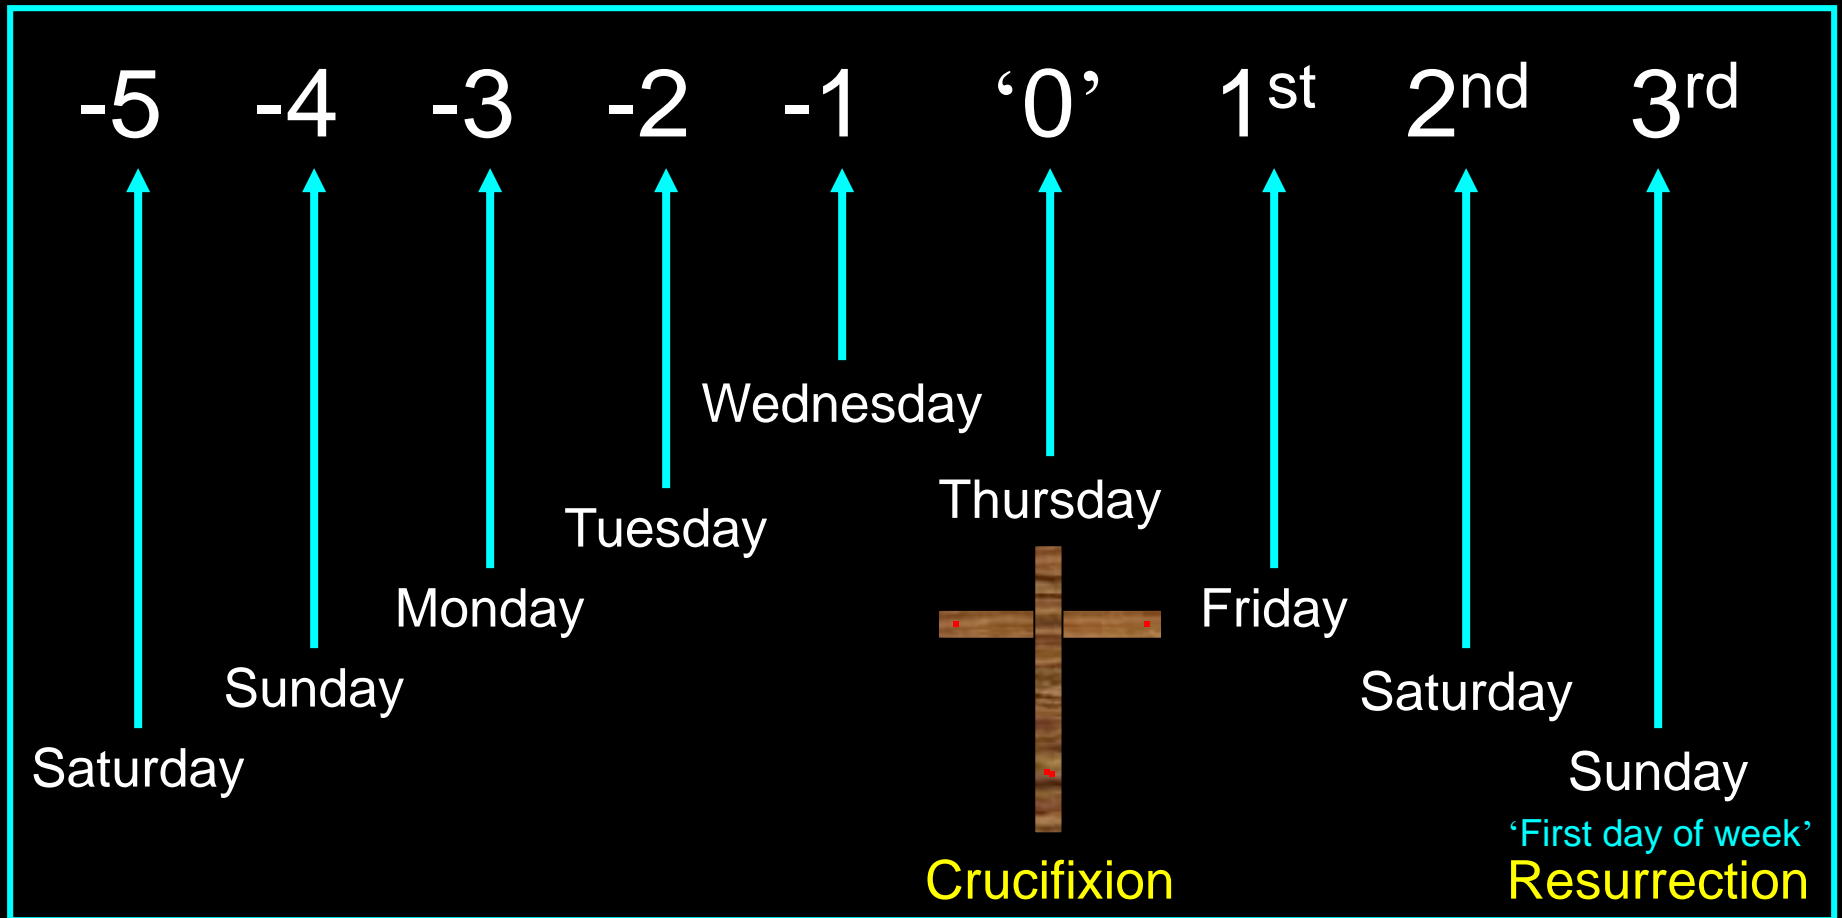 -5 -4 -3 -2 -1 ‘0’ 1st 2nd 3rd
Wednesday
Thursday
Tuesday
Monday
Friday
Sunday
Saturday
Saturday
Sunday
‘First day of week’
Crucifixion
Resurrection